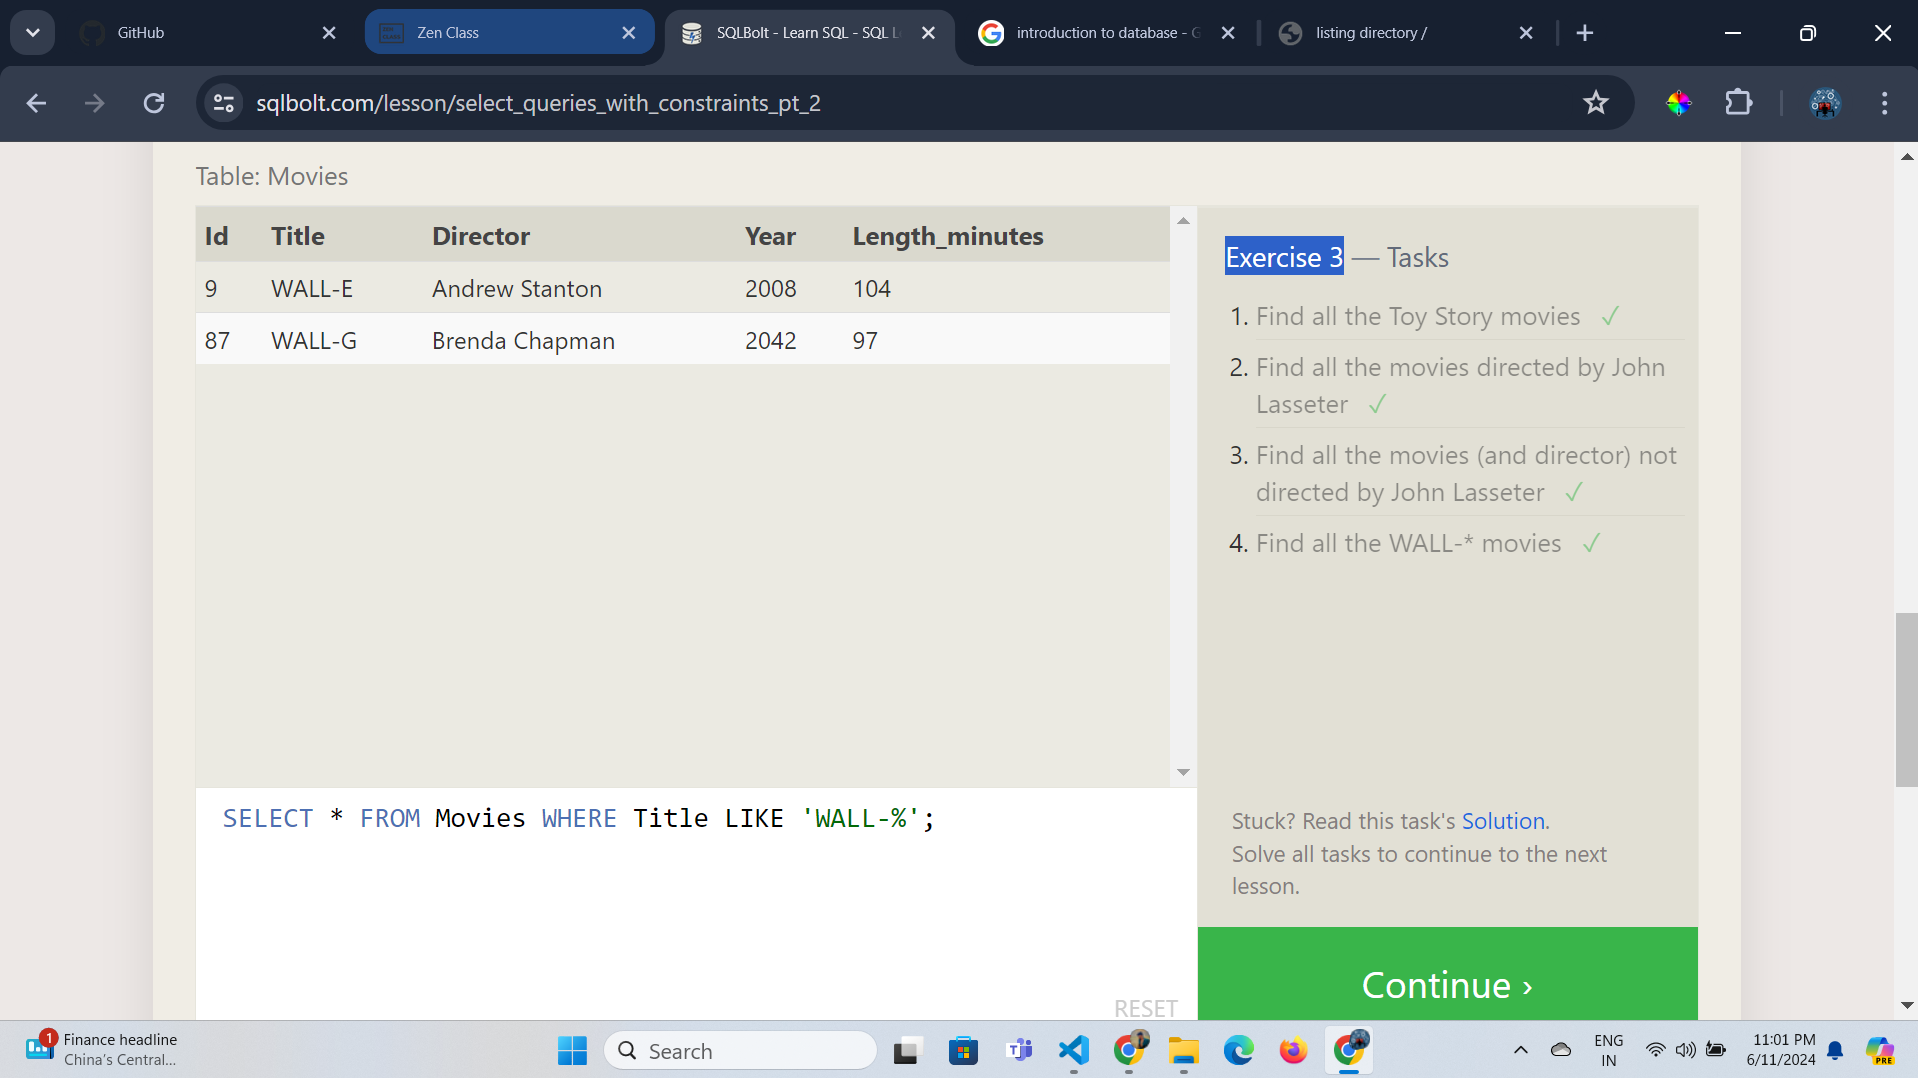 GitHub
Zen Class
SQLBolt - Learn SQL - SQL L
introduction to database - G
listing directory /
sqlbolt.com/lesson/select_queries_with_constraints_pt_2
Table: Movies
Id Title Director Year Length_minutes
9 WALL-E Andrew Stanton 2008 104
87 WALL-G Brenda Chapman 2042 97
Exercise 3 — Tasks
1. Find all the Toy Story movies ✓
2. Find all the movies directed by John
Lasseter ✓
3. Find all the movies (and director) not
directed by John Lasseter ✓
4. Find all the WALL-* movies ✓
SELECT * FROM Movies WHERE Title LIKE 'WALL-%';
RESET
Stuck? Read this task's Solution.
Solve all tasks to continue to the next
lesson.
Continue ›
1
Finance headline
China's Central...
Search
ENG
IN
11:01 PM
6/11/2024
PRE